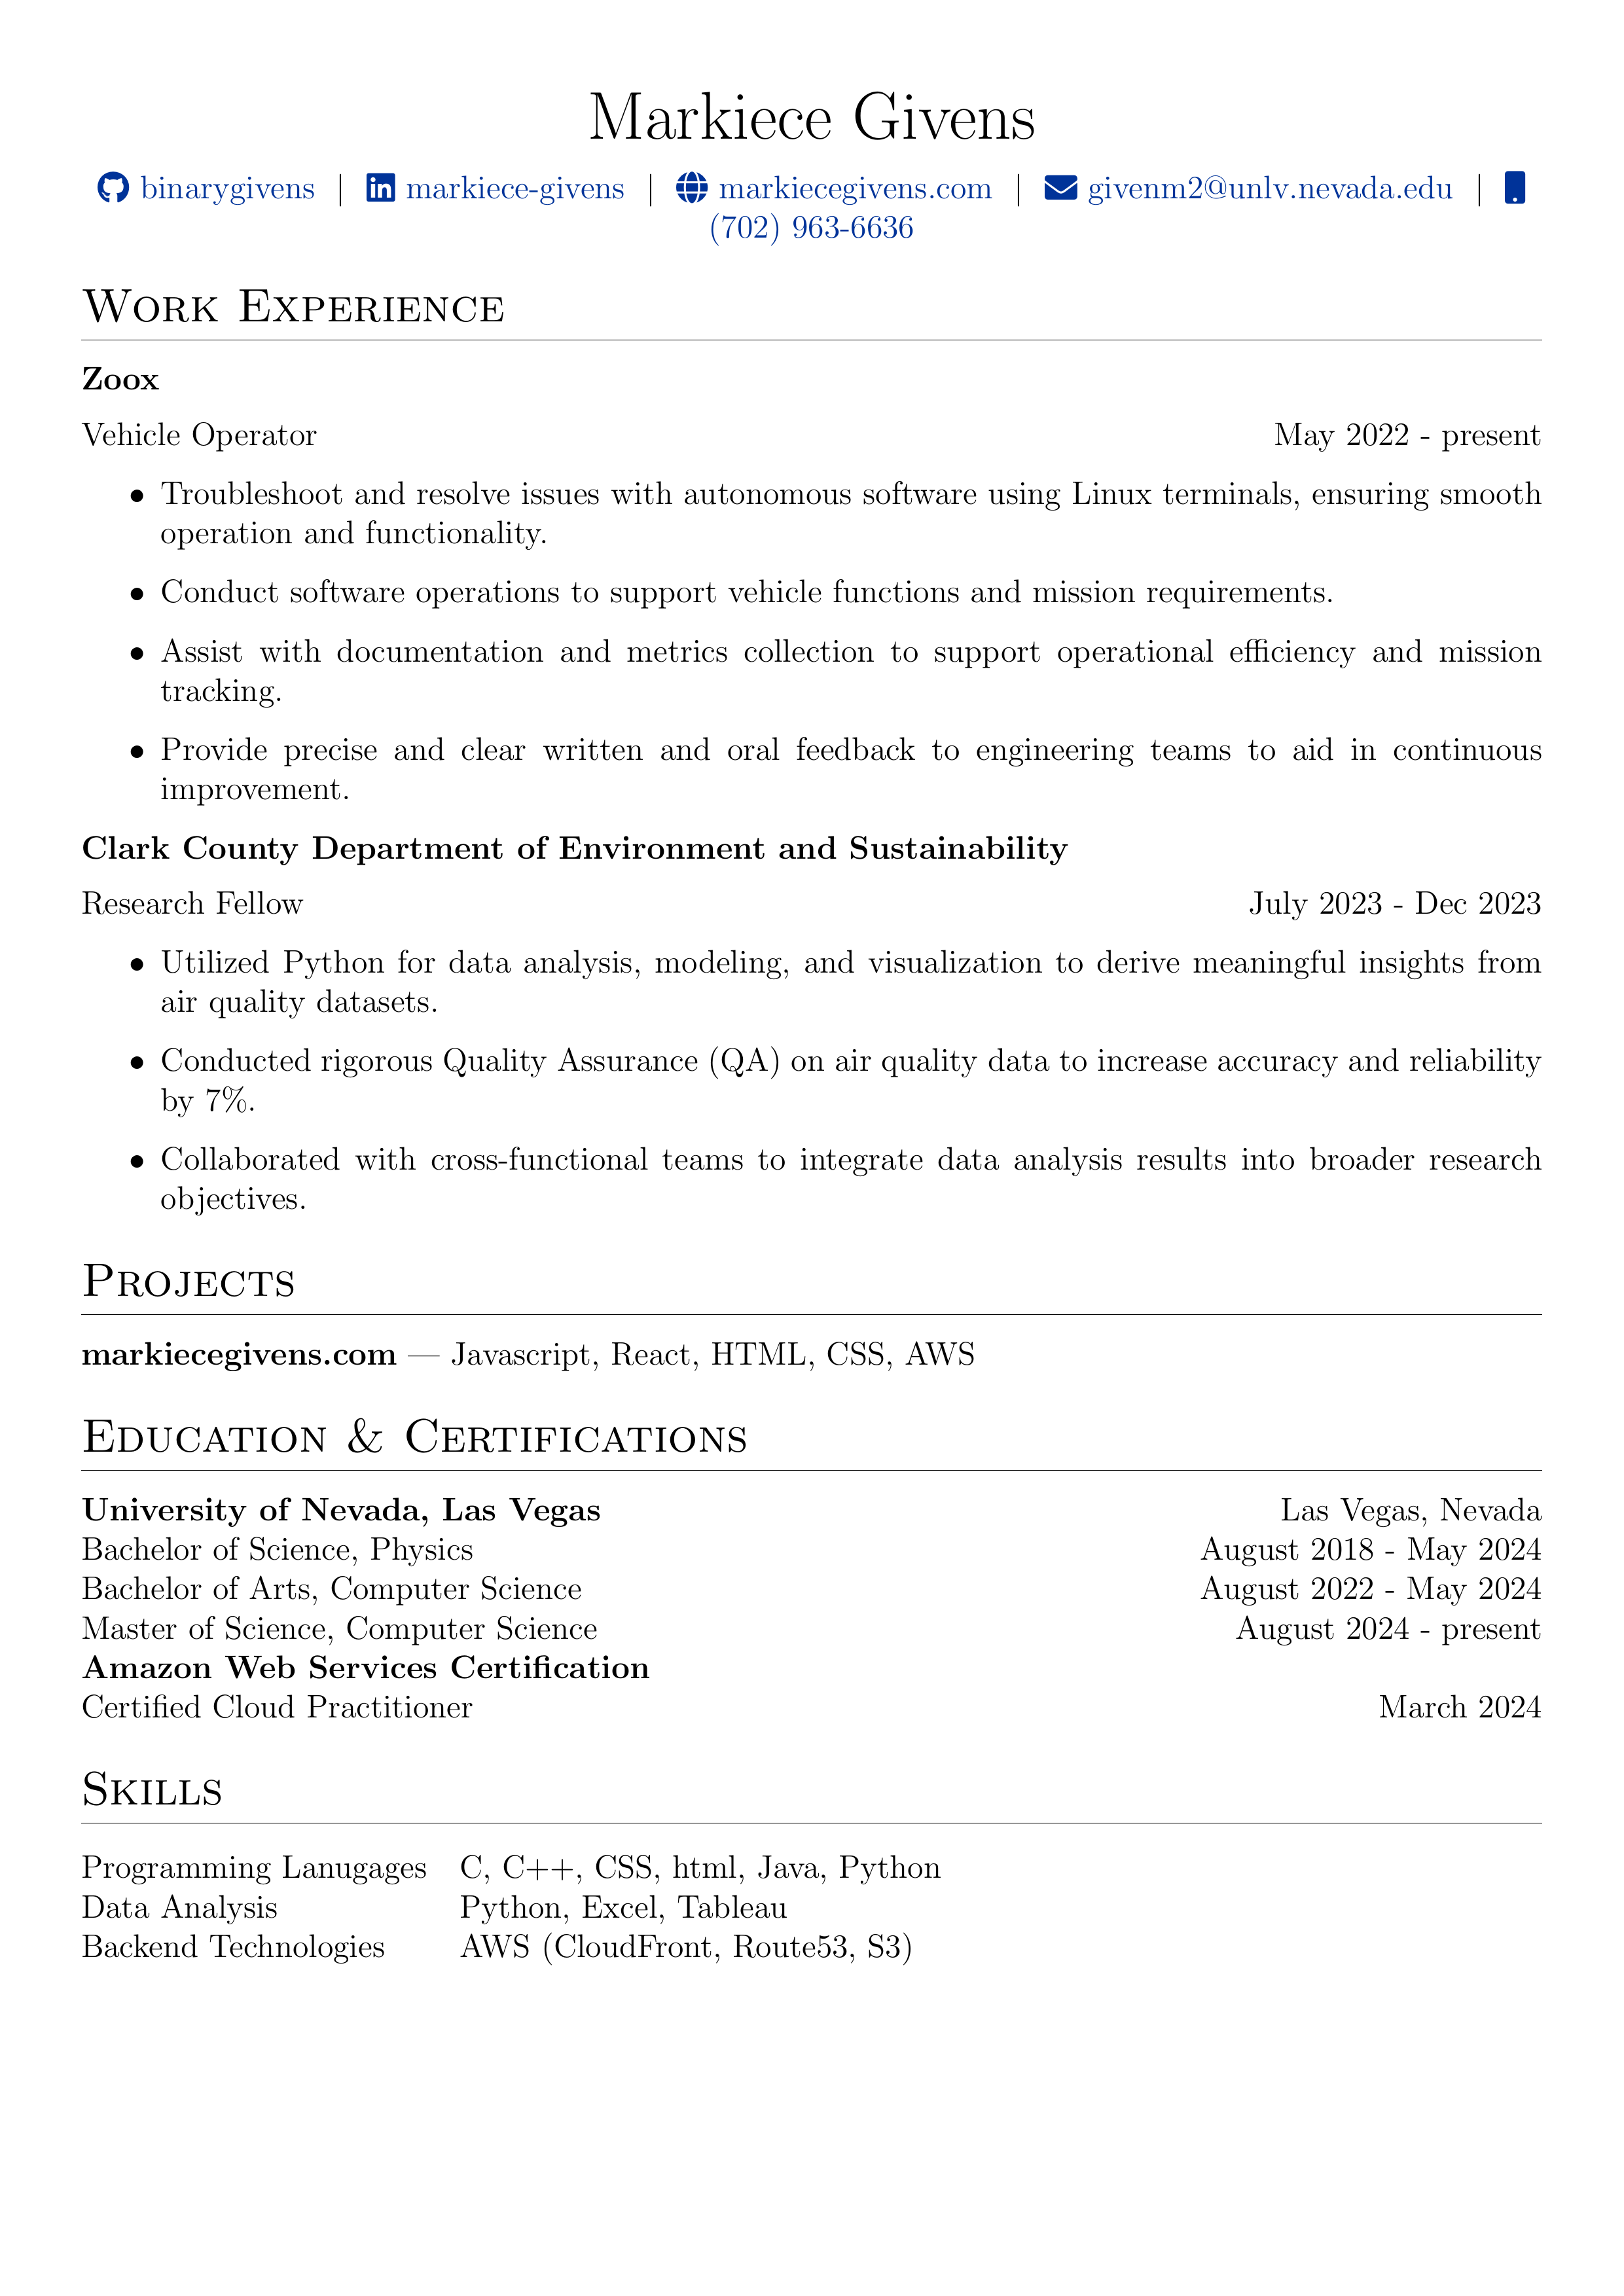 Markiece Givens
binarygivens | markiece-givens | markiecegivens.com | givenm2@unlv.nevada.edu |
(702) 963-6636
Work Experience
Zoox
Vehicle Operator May 2022 - present
• Troubleshoot and resolve issues with autonomous software using Linux terminals, ensuring smooth
operation and functionality.
• Conduct software operations to support vehicle functions and mission requirements.
• Assist with documentation and metrics collection to support operational efficiency and mission
tracking.
• Provide precise and clear written and oral feedback to engineering teams to aid in continuous
improvement.
Clark County Department of Environment and Sustainability
Research Fellow July 2023 - Dec 2023
• Utilized Python for data analysis, modeling, and visualization to derive meaningful insights from
air quality datasets.
• Conducted rigorous Quality Assurance (QA) on air quality data to increase accuracy and reliability
by 7%.
• Collaborated with cross-functional teams to integrate data analysis results into broader research
objectives.
Projects
markiecegivens.com — Javascript, React, HTML, CSS, AWS
Education & Certifications
University of Nevada, Las Vegas Las Vegas, Nevada
Bachelor of Science, Physics August 2018 - May 2024
Bachelor of Arts, Computer Science August 2022 - May 2024
Master of Science, Computer Science August 2024 - present
Amazon Web Services Certification
Certified Cloud Practitioner March 2024
Skills
Programming Lanugages C, C++, CSS, html, Java, Python
Data Analysis Python, Excel, Tableau
Backend Technologies AWS (CloudFront, Route53, S3)